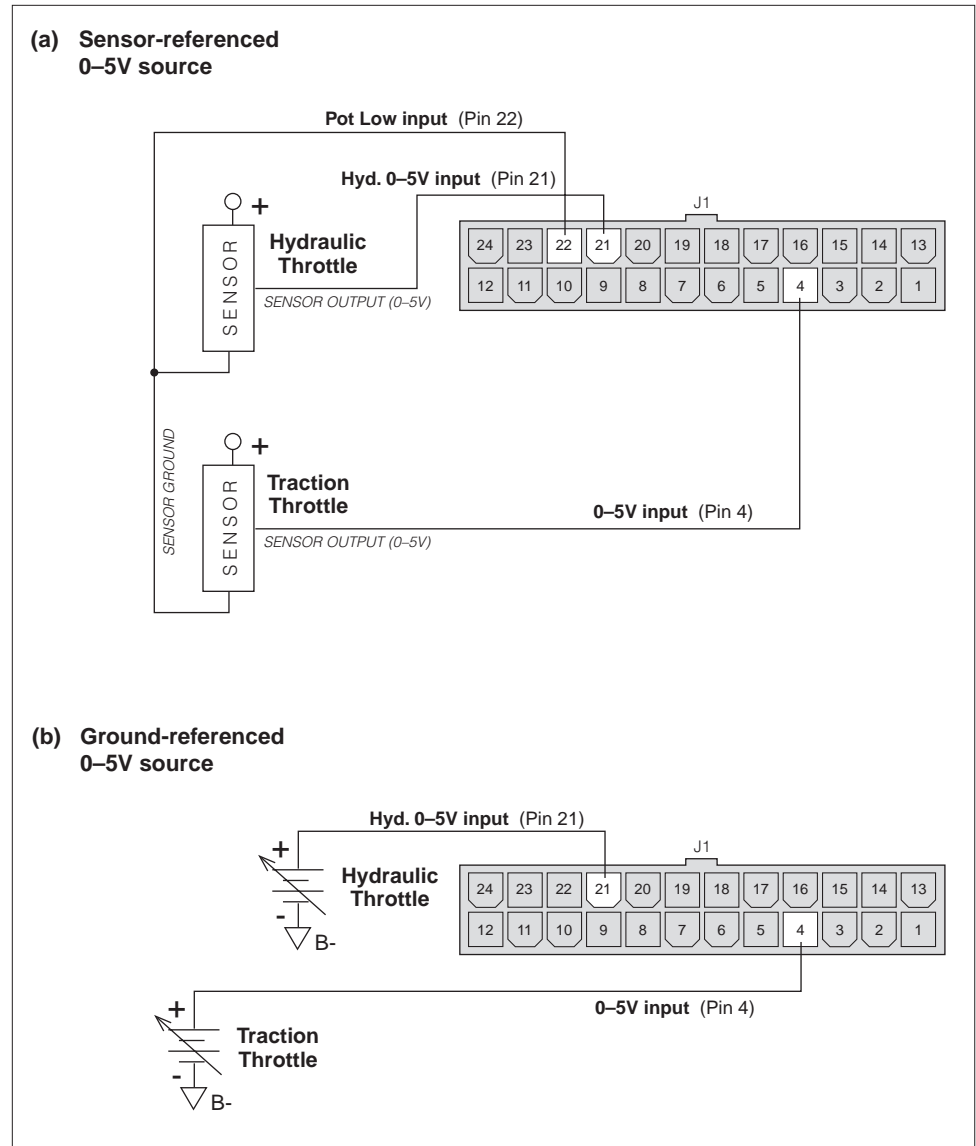 (a) Sensor-referenced
0–5V source
Pot Low input (Pin 22)
Hyd. 0–5V input (Pin 21)
J1
24 23 22 21 20 19 18 17 16 15 14 13
12 11 10 9 8 7 6 5 4 3 2 1
+
SENSOR
Hydraulic
Throttle
SENSOR OUTPUT (0–5V)
SENSOR GROUND
+
SENSOR
Traction
Throttle
SENSOR OUTPUT (0–5V)
0–5V input (Pin 4)
(b) Ground-referenced
0–5V source
Hyd. 0–5V input (Pin 21)
J1
+
Hydraulic
Throttle
-
B-
24 23 22 21 20 19 18 17 16 15 14 13
12 11 10 9 8 7 6 5 4 3 2 1
0–5V input (Pin 4)
+
Traction
Throttle
-
B-